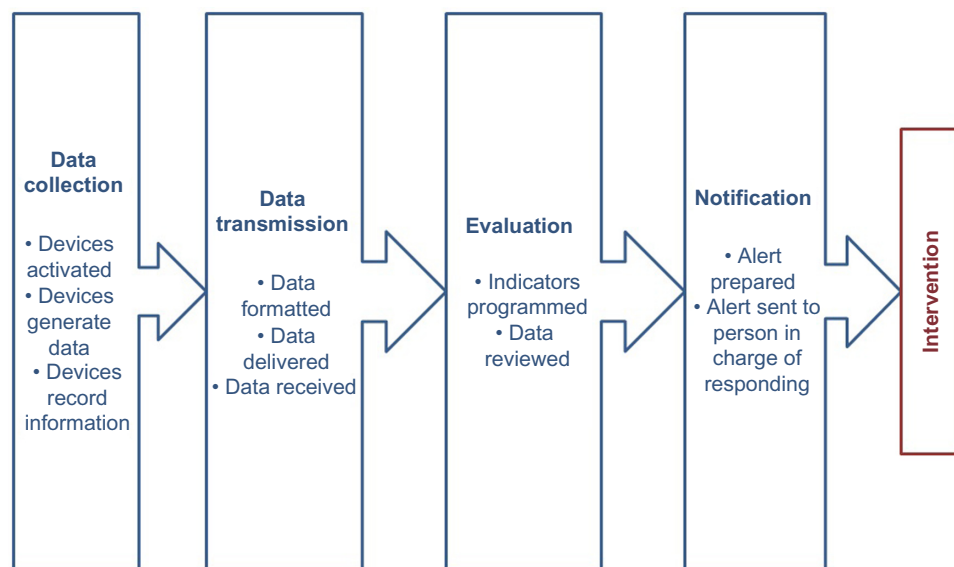 Data
collection
• Devices
activated
• Devices
generate
data
• Devices
record
information
Data
transmission
• Data
formatted
• Data
delivered
• Data received
Evaluation
• Indicators
programmed
• Data
reviewed
Notification
• Alert
prepared
• Alert sent to
person in
charge of
responding
Intervention